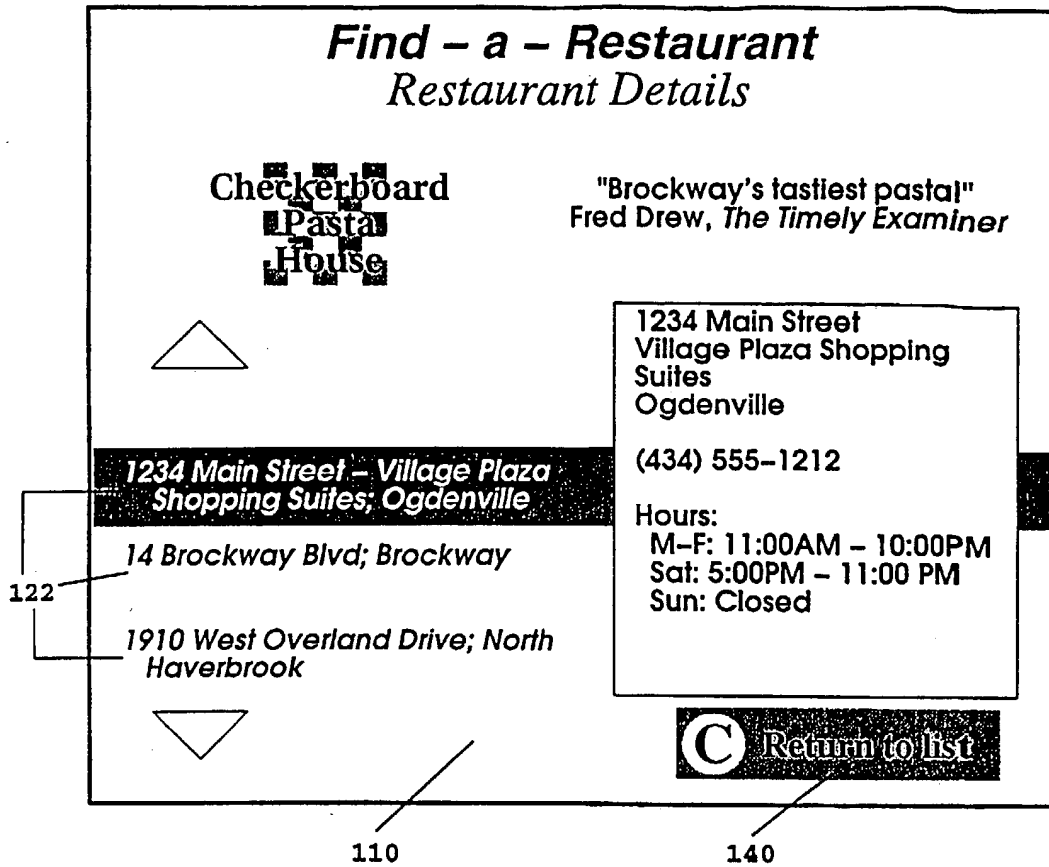 Find – a – Restaurant
Restaurant Details
Checkerboard
Pasta
House
"Brockway's tastiest pasta!"
Fred Drew, The Timely Examiner
1234 Main Street
Village Plaza Shopping
Suites
Ogdenville
(434) 555–1212
Hours:
M–F: 11:00AM – 10:00PM
Sat: 5:00PM – 11:00 PM
Sun: Closed
1234 Main Street – Village Plaza
Shopping Suites; Ogdenville
14 Brockway Blvd; Brockway
122
1910 West Overland Drive; North
Haverbrook
C Return to list
110
140